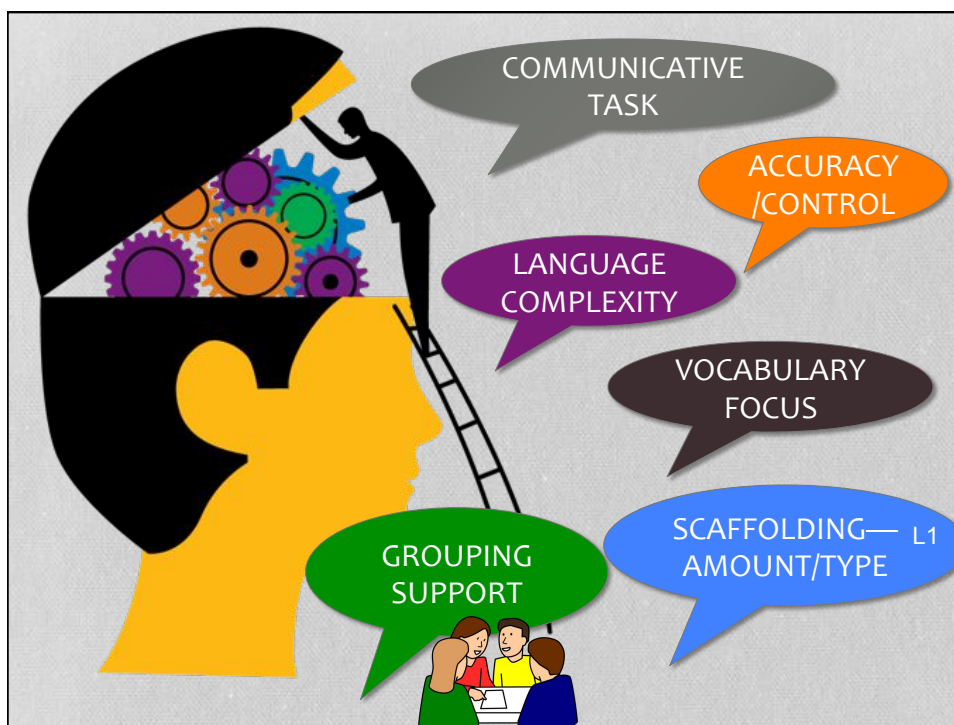 COMMUNICATIVE
TASK
ACCURACY
/CONTROL
LANGUAGE
COMPLEXITY
VOCABULARY
FOCUS
SCAFFOLDING— L1
AMOUNT/TYPE
GROUPING
SUPPORT